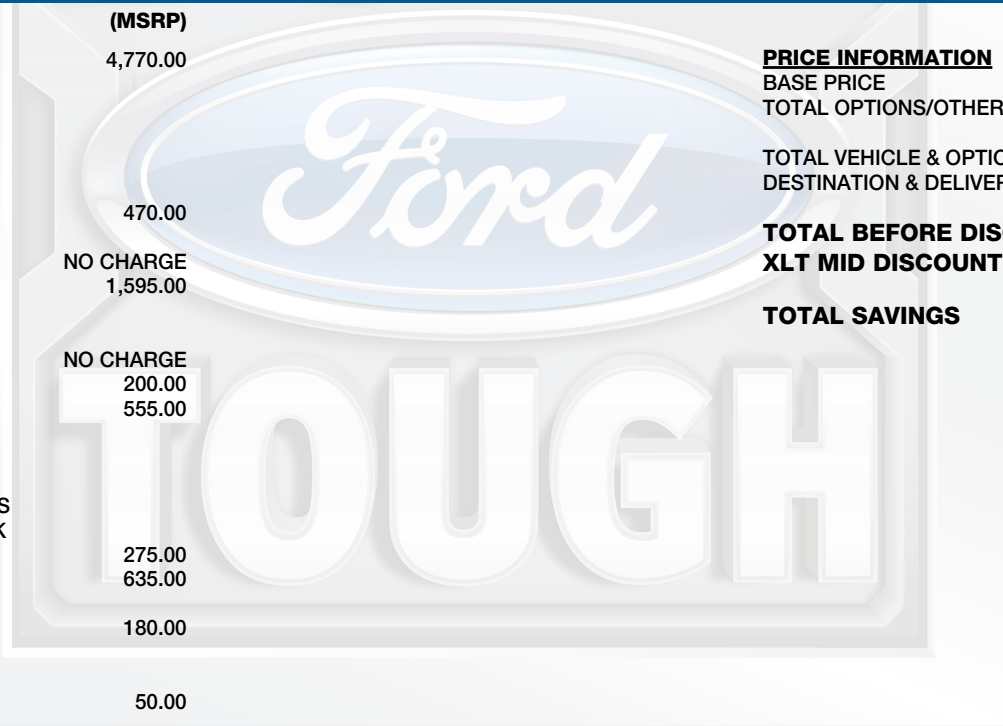 (MSRP)
4,770.00
470.00
NO CHARGE
1,595.00
NO CHARGE
200.00
555.00
S
K
275.00
635.00
180.00
50.00
PRICE INFORMATION
BASE PRICE
TOTAL OPTIONS/OTHER
TOTAL VEHICLE & OPTIO
DESTINATION & DELIVER
TOTAL BEFORE DISC
XLT MID DISCOUNT
TOTAL SAVINGS
Ford
TOUGH